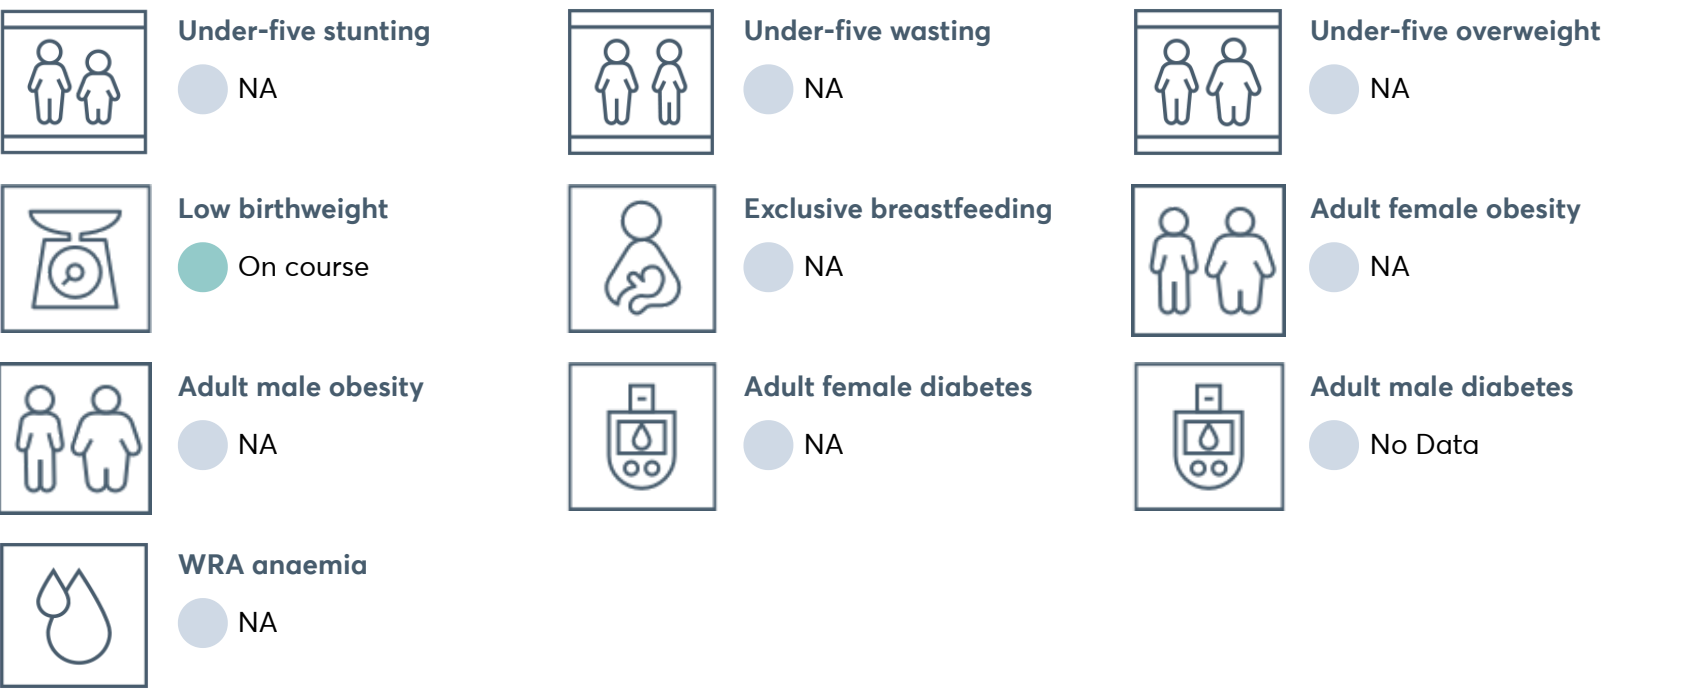 Under-five stunting
NA
Under-five wasting
NA
Under-five overweight
NA
Low birthweight
On course
Exclusive breastfeeding
NA
Adult female obesity
NA
Adult male obesity
NA
Adult female diabetes
NA
Adult male diabetes
No Data
WRA anaemia
NA